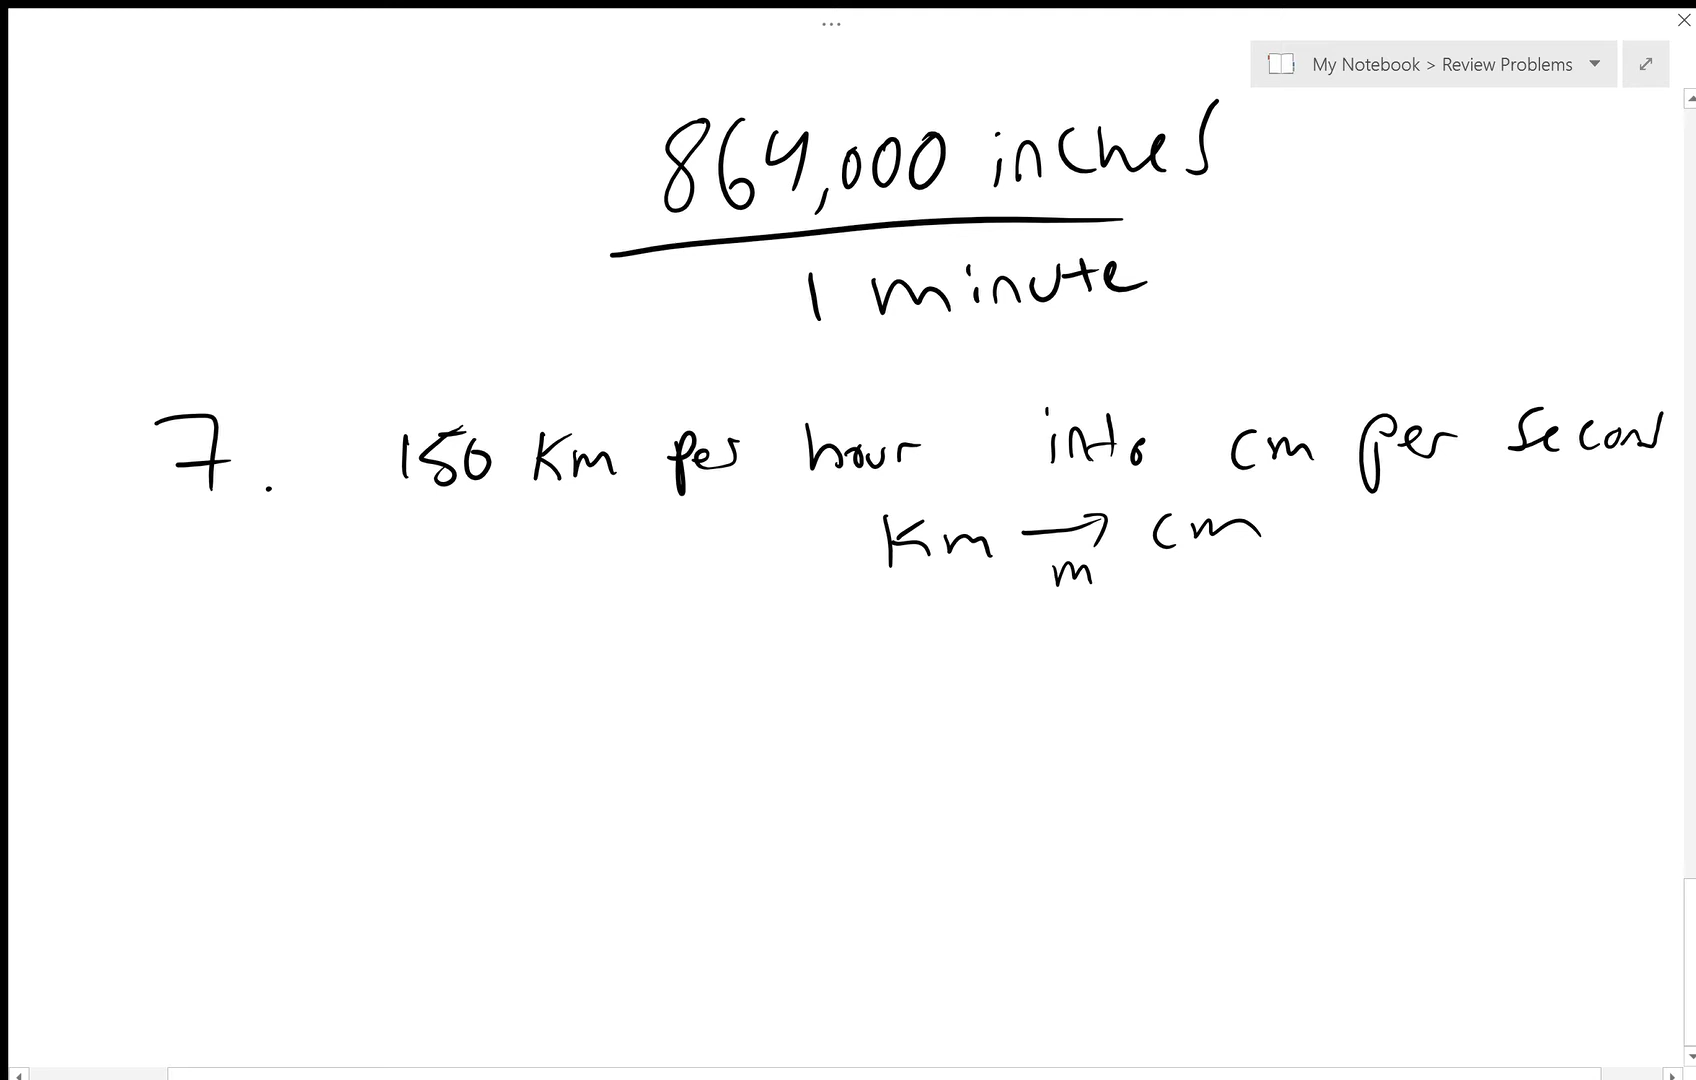 ...
My Notebook > Review Problems
864,000 inches
1 minute
7. 150 Km per hour into cm per second
Km → cm
m